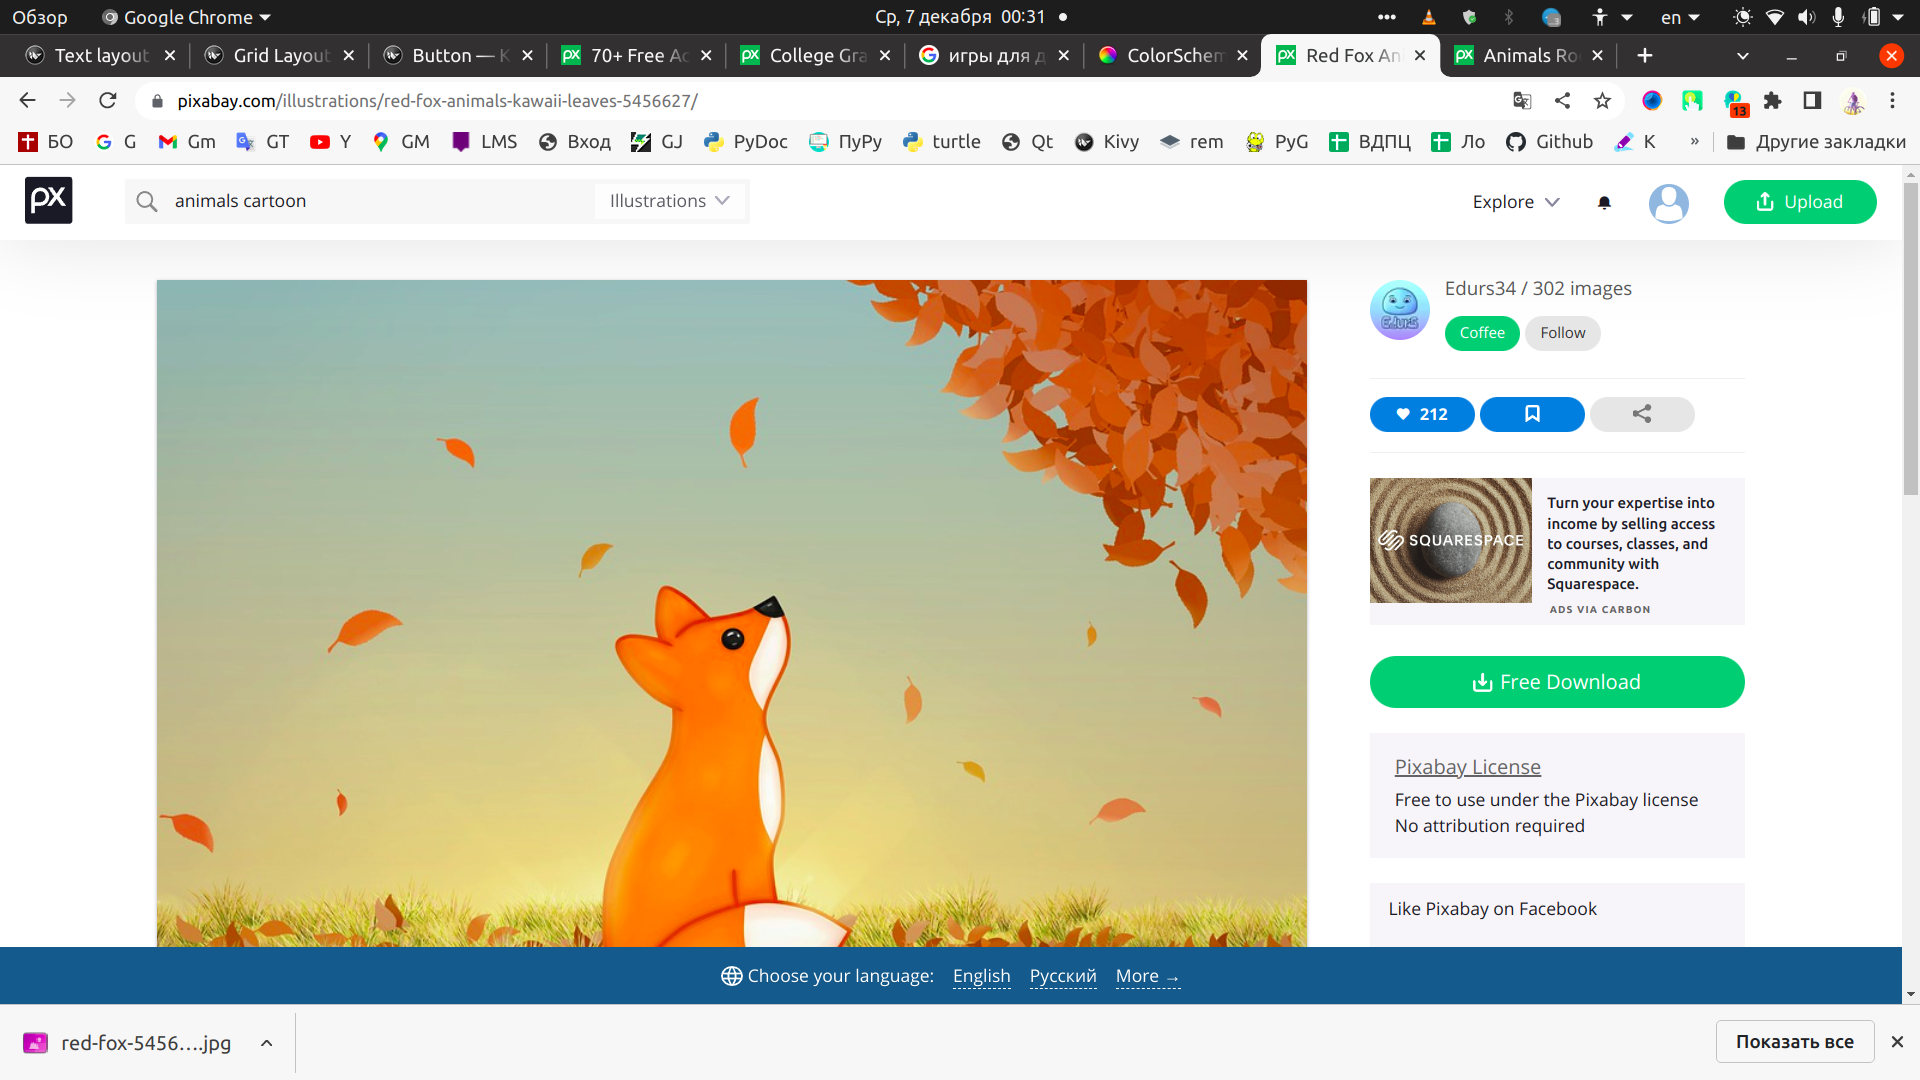 Обзор
Google Chrome
Ср, 7 декабря 00:31
en
Text layout
Grid Layout
Button — K
70+ Free Ac
College Gra
игры для д
ColorSchem
Red Fox An
Animals Ro
pixabay.com/illustrations/red-fox-animals-kawaii-leaves-5456627/
13
БО
G
Gm
GT
Y
GM
LMS
Вход
GJ
PyDoc
ПуРу
turtle
Qt
Kivy
rem
PyG
ВДПЦ
Ло
Github
K
»
Другие закладки
px
animals cartoon
Illustrations
Explore
Upload
Edurs34 / 302 images
Edurs
Coffee
Follow
212
SQUARESPACE
Turn your expertise into
income by selling access
to courses, classes, and
community with
Squarespace.
ADS VIA CARBON
Free Download
Pixabay License
Free to use under the Pixabay license
No attribution required
Like Pixabay on Facebook
Choose your language:
English
Русский
More →
red-fox-5456....jpg
Показать все